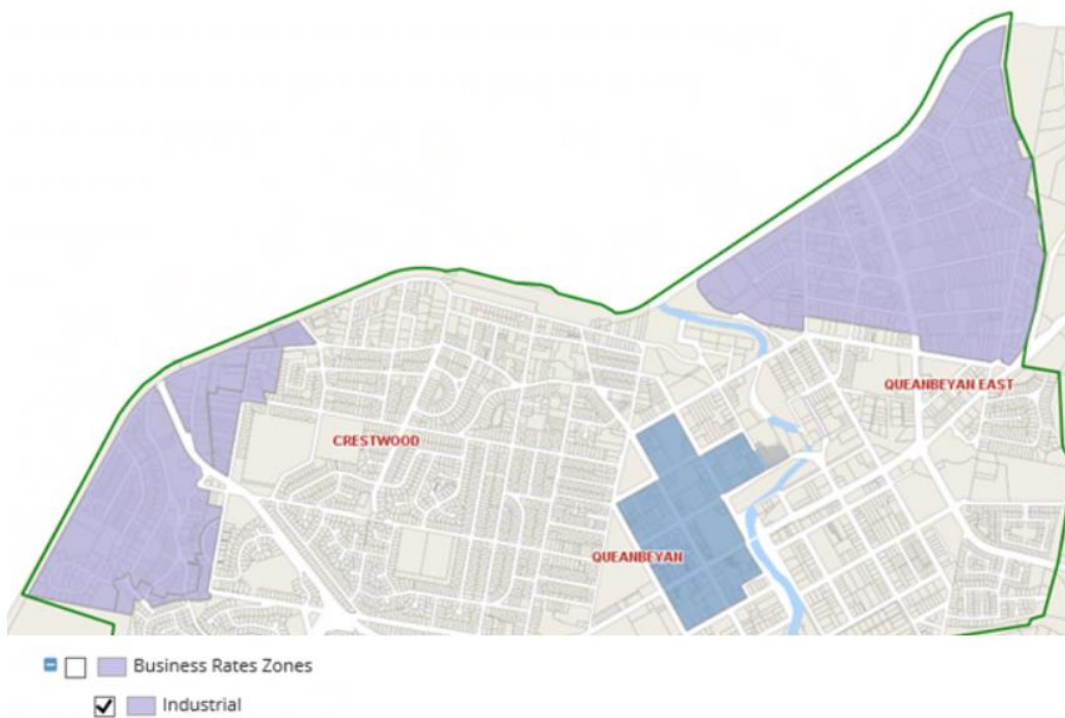 QUEANBEYAN EAST
CRESTWOOD
QUEANBEYAN
Business Rates Zones
Industrial